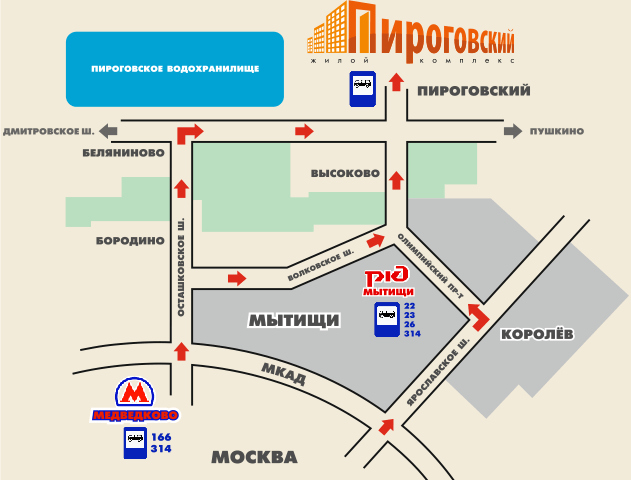 Пироговский
жилой комплекс
ПИРОГОВСКОЕ ВОДОХРАНИЛИЩЕ
ПИРОГОВСКИЙ
ДМИТРОВСКОЕ Ш.
ПУШКИНО
БЕЛЯНИНОВО
ВЫСОКОВО
БОРОДИНО
ОСТАШКОВСКОЕ Ш.
ВОЛКОВСКОЕ Ш.
ОЛИМПИЙСКИЙ ПР-Т
РЖД
МЫТИЩИ
22
23
26
314
МЫТИЩИ
КОРОЛЁВ
ЯРОСЛАВСКОЕ Ш.
МКАД
М
МЕДВЕДКОВО
166
314
МОСКВА